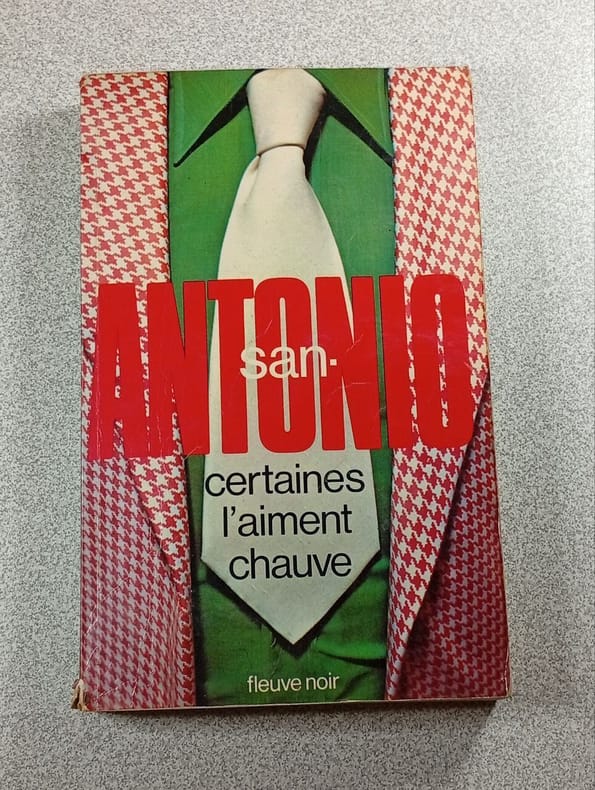 san-
ANTONIO
certaines
l'aiment
chauve
fleuve noir